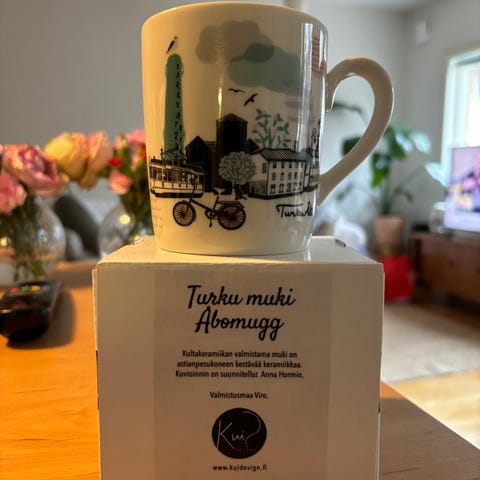 Turku muki
Åbomugg
Kultakeramiikan valmistama muki on
astianpesukoneen kestävää keramiikkaa.
Kuvioinnin on suunnitellut Anna Hormio.
Valmistusmaa Viro.
Kui
www.kuidesign.fi